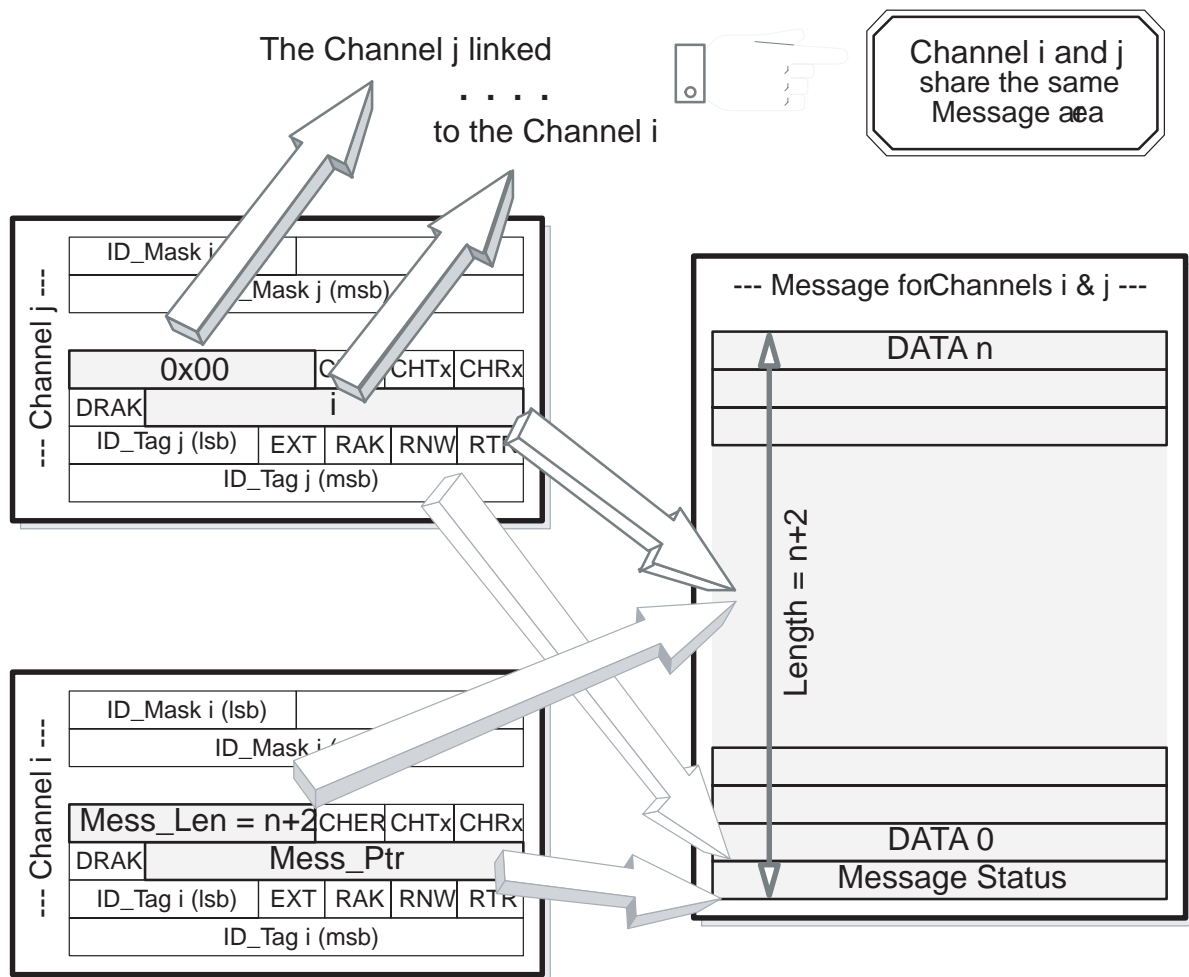 The Channel j linked
. . . .
to the Channel i
Channel i and j
share the same
Message area
--- Channel j ---
ID_Mask i
_Mask j (msb)
0x00 CHTx CHRx
DRAK i
ID_Tag j (lsb) EXT RAK RNW RTR
ID_Tag j (msb)
--- Channel i ---
ID_Mask i (lsb)
ID_Mask i
Mess_Len = n+2 CHER CHTx CHRx
DRAK Mess_Ptr
ID_Tag i (lsb) EXT RAK RNW RTR
ID_Tag i (msb)
--- Message forChannels i & j ---
DATA n
Length = n+2
DATA 0
Message Status